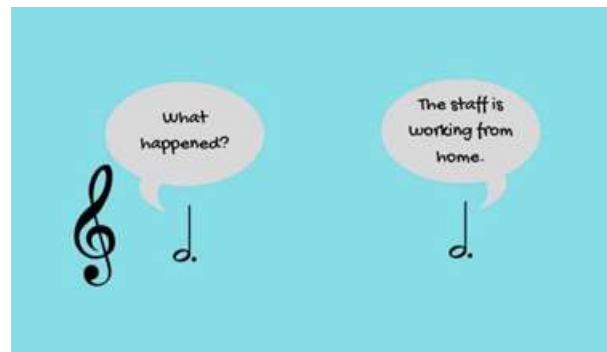 What
happened?
The staff is
working from
home.